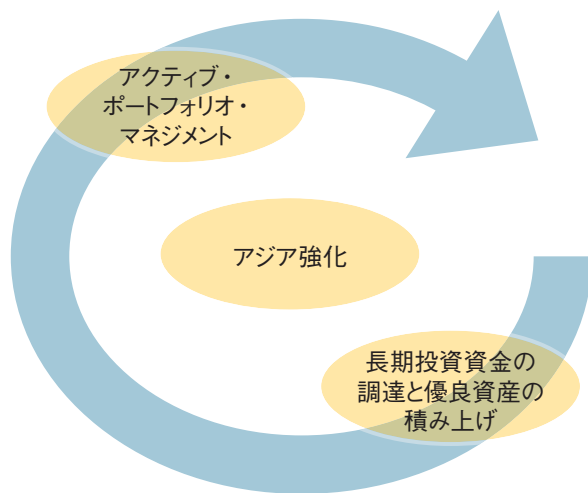 アクティブ・
ポートフォリオ・
マネジメント
アジア強化
長期投資資金の
調達と優良資産の
積み上げ